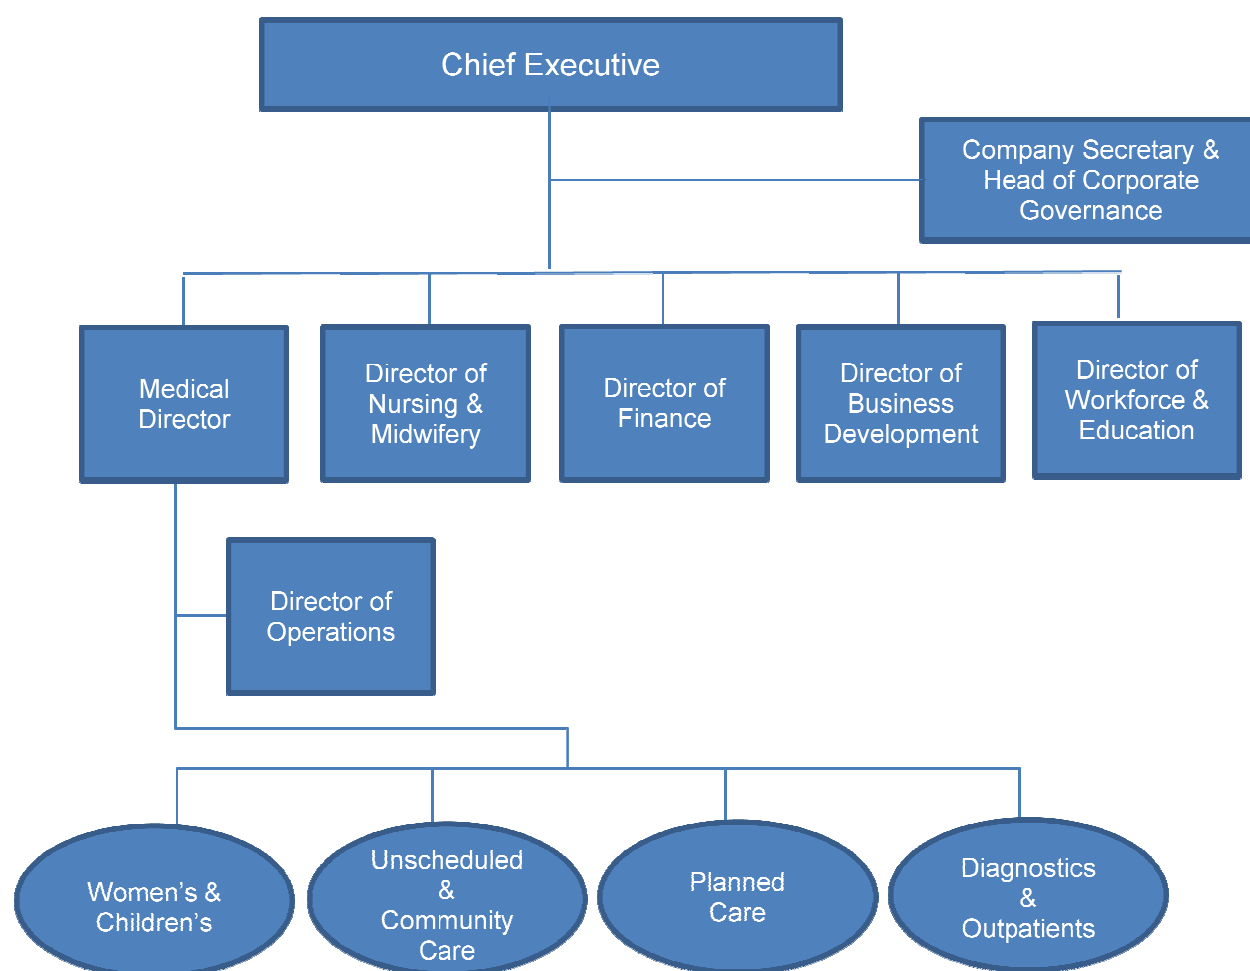 Chief Executive
Company Secretary &
Head of Corporate
Governance
Medical
Director
Director of
Nursing &
Midwifery
Director of
Finance
Director of
Business
Development
Director of
Workforce &
Education
Director of
Operations
Women’s &
Children’s
Unscheduled
&
Community
Care
Planned
Care
Diagnostics
&
Outpatients